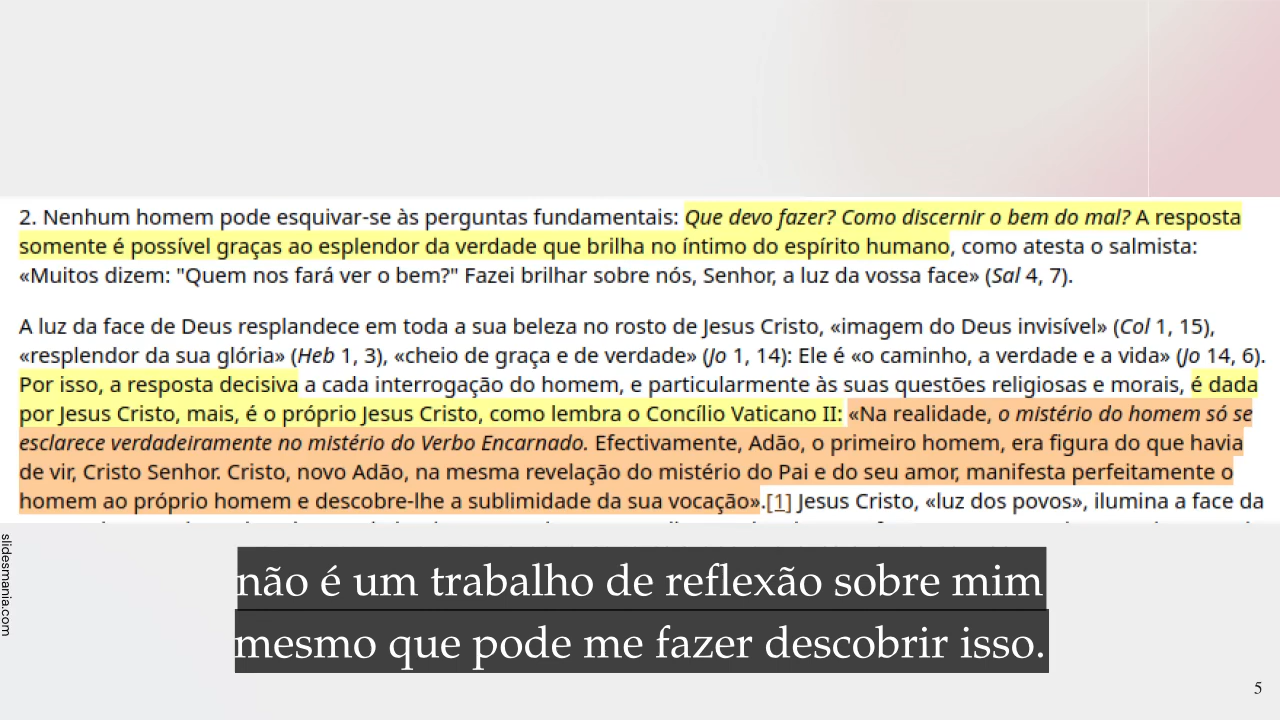 2. Nenhum homem pode esquivar-se às perguntas fundamentais: Que devo fazer? Como discernir o bem do mal? A resposta
somente é possível graças ao esplendor da verdade que brilha no íntimo do espírito humano, como atesta o salmista:
«Muitos dizem: "Quem nos fará ver o bem?" Fazei brilhar sobre nós, Senhor, a luz da vossa face» (Sal 4, 7).
A luz da face de Deus resplandece em toda a sua beleza no rosto de Jesus Cristo, «imagem do Deus invisível» (Col 1, 15),
«resplendor da sua glória» (Heb 1, 3), «cheio de graça e de verdade» (Jo 1, 14): Ele é «o caminho, a verdade e a vida» (Jo 14, 6).
Por isso, a resposta decisiva a cada interrogação do homem, e particularmente às suas questões religiosas e morais, é dada
por Jesus Cristo, mais, é o próprio Jesus Cristo, como lembra o Concílio Vaticano II: «Na realidade, o mistério do homem só se
esclarece verdadeiramente no mistério do Verbo Encarnado. Efectivamente, Adão, o primeiro homem, era figura do que havia
de vir, Cristo Senhor. Cristo, novo Adão, na mesma revelação do mistério do Pai e do seu amor, manifesta perfeitamente o
homem ao próprio homem e descobre-lhe a sublimidade da sua vocação».[1] Jesus Cristo, «luz dos povos», ilumina a face da
slidesmania.com
não é um trabalho de reflexão sobre mim
mesmo que pode me fazer descobrir isso.
5